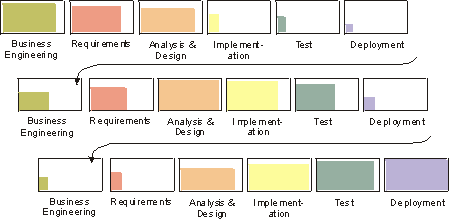 Business Requirements Analysis & Implement- Test Deployment
Engineering Design ation
Business Requirements Analysis & Implement- Test Deployment
Engineering Design ation
Business Requirements Analysis & Implement- Test Deployment
Engineering Design ation